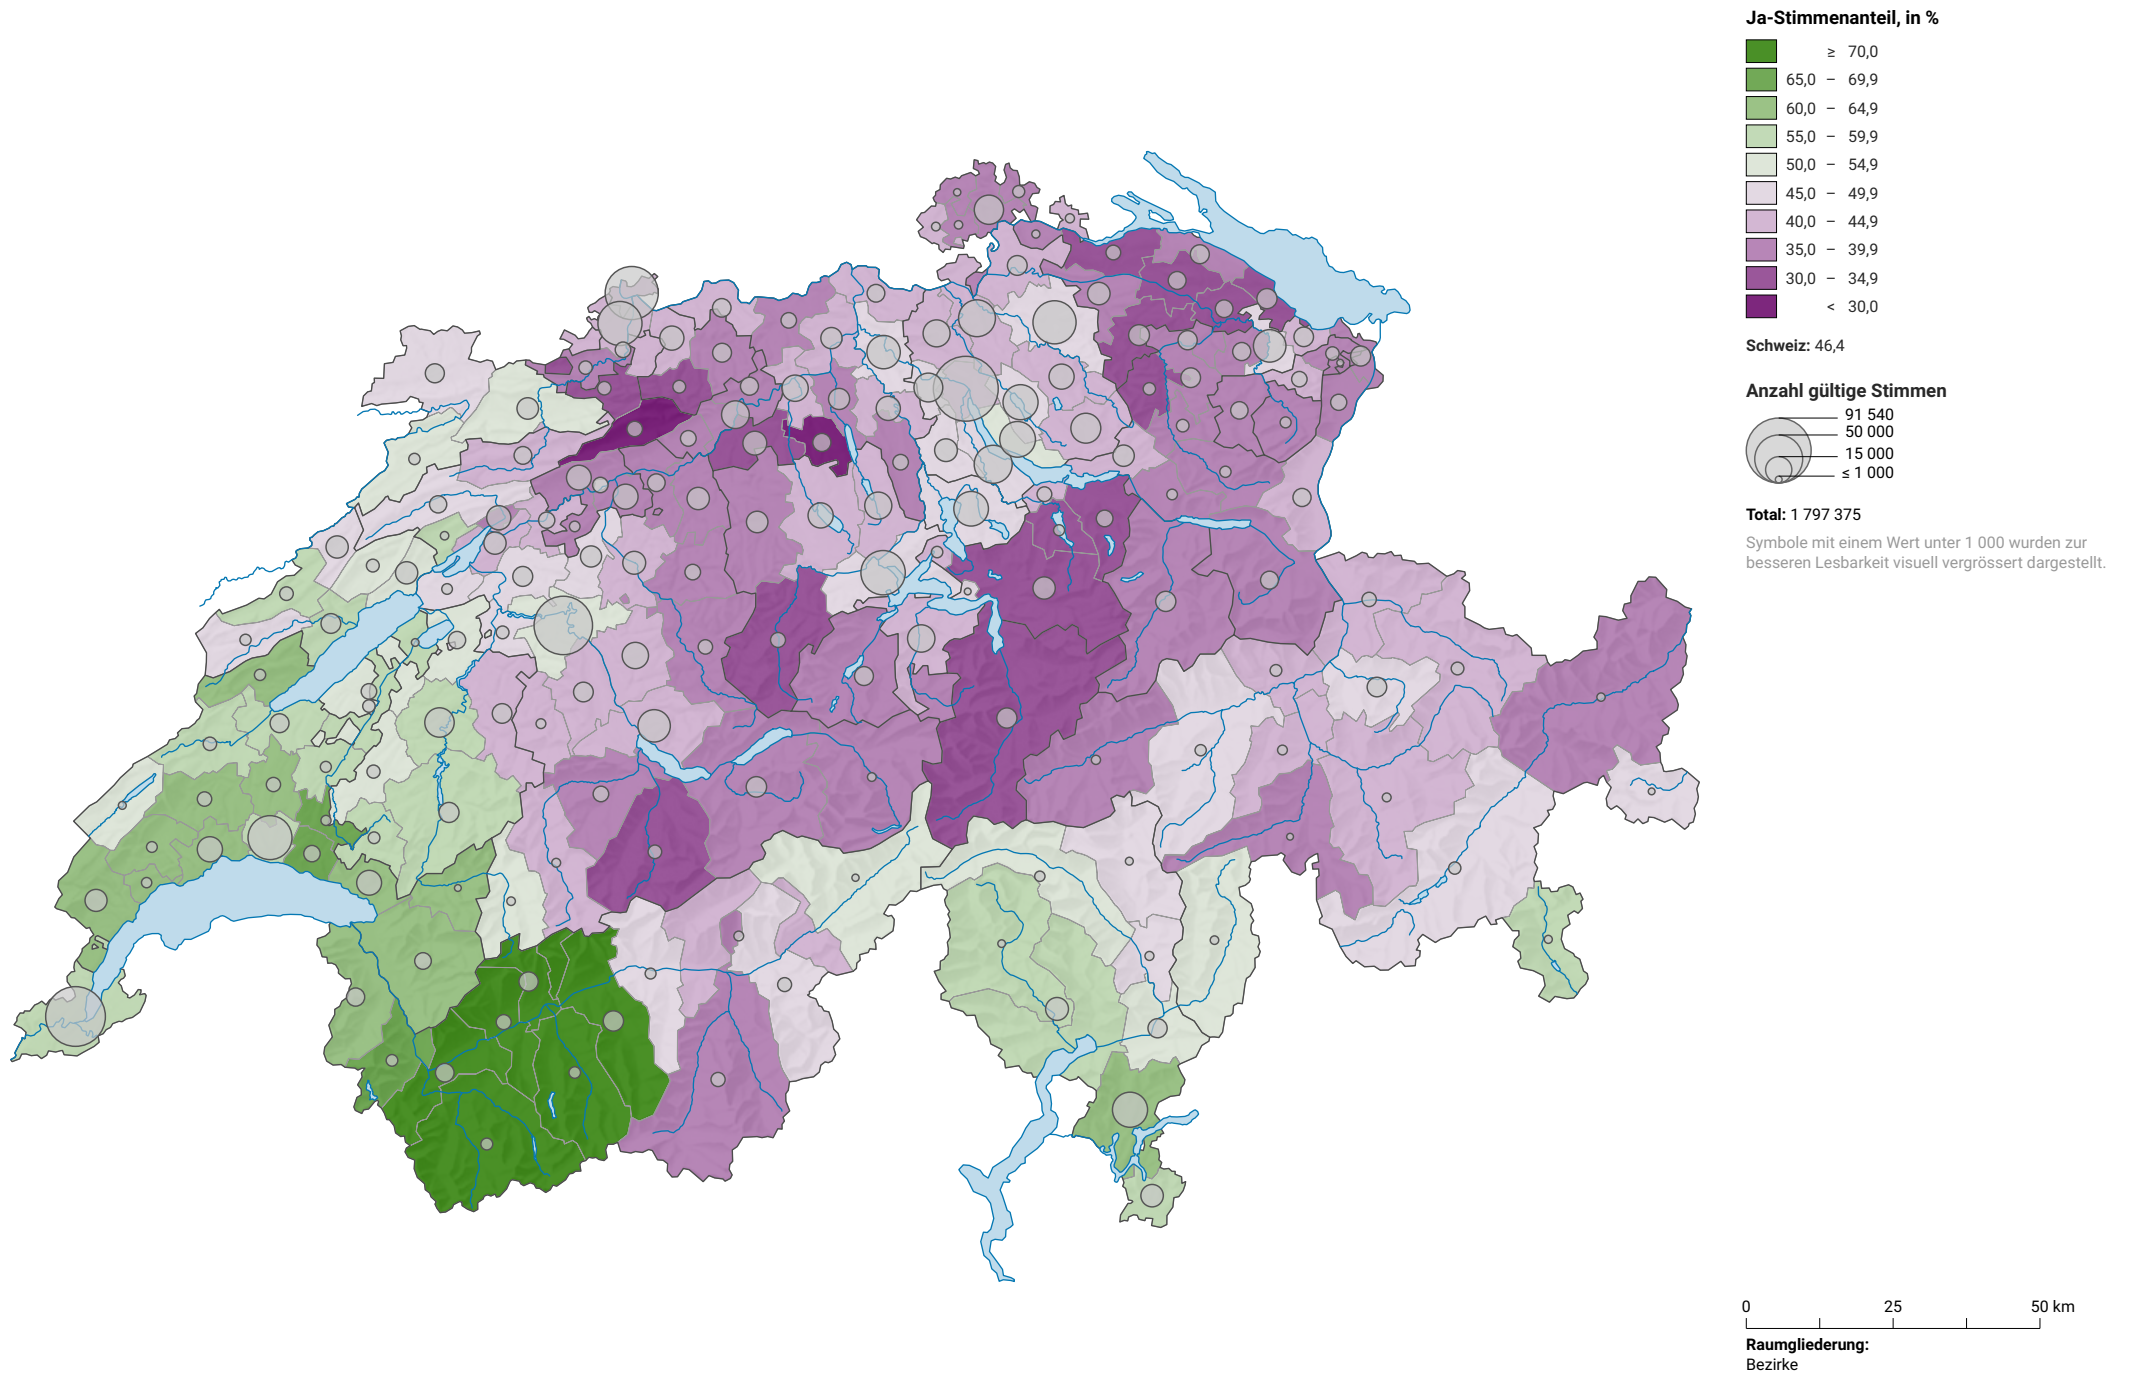 Ja-Stimmenanteil, in %
≥ 70,0
65,0 – 69,9
60,0 – 64,9
55,0 – 59,9
50,0 – 54,9
45,0 – 49,9
40,0 – 44,9
35,0 – 39,9
30,0 – 34,9
< 30,0
Schweiz: 46,4
Anzahl gültige Stimmen
91 540
50 000
15 000
≤ 1 000
Total: 1 797 375
Symbole mit einem Wert unter 1 000 wurden zur
besseren Lesbarkeit visuell vergrössert dargestellt.
0 25 50 km
Raumgliederung:
Bezirke